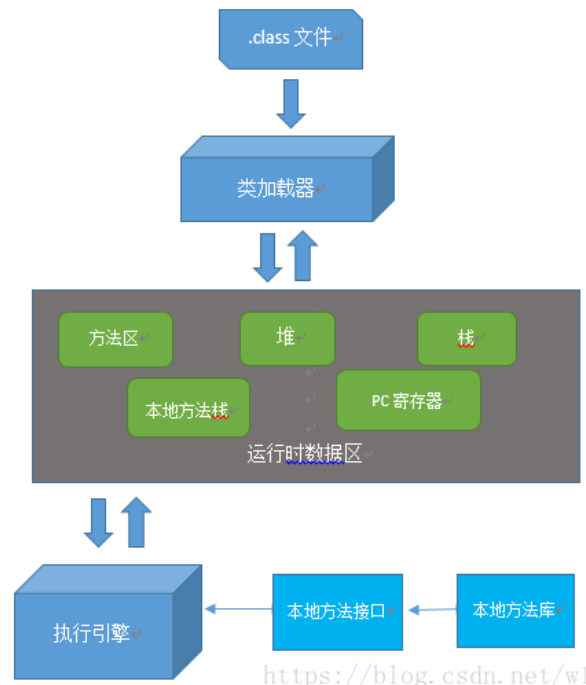 .class 文件
类加载器
方法区
堆
栈
本地方法栈
PC 寄存器
运行时数据区
执行引擎
本地方法接口
本地方法库
https://blog.csdn.net/w1